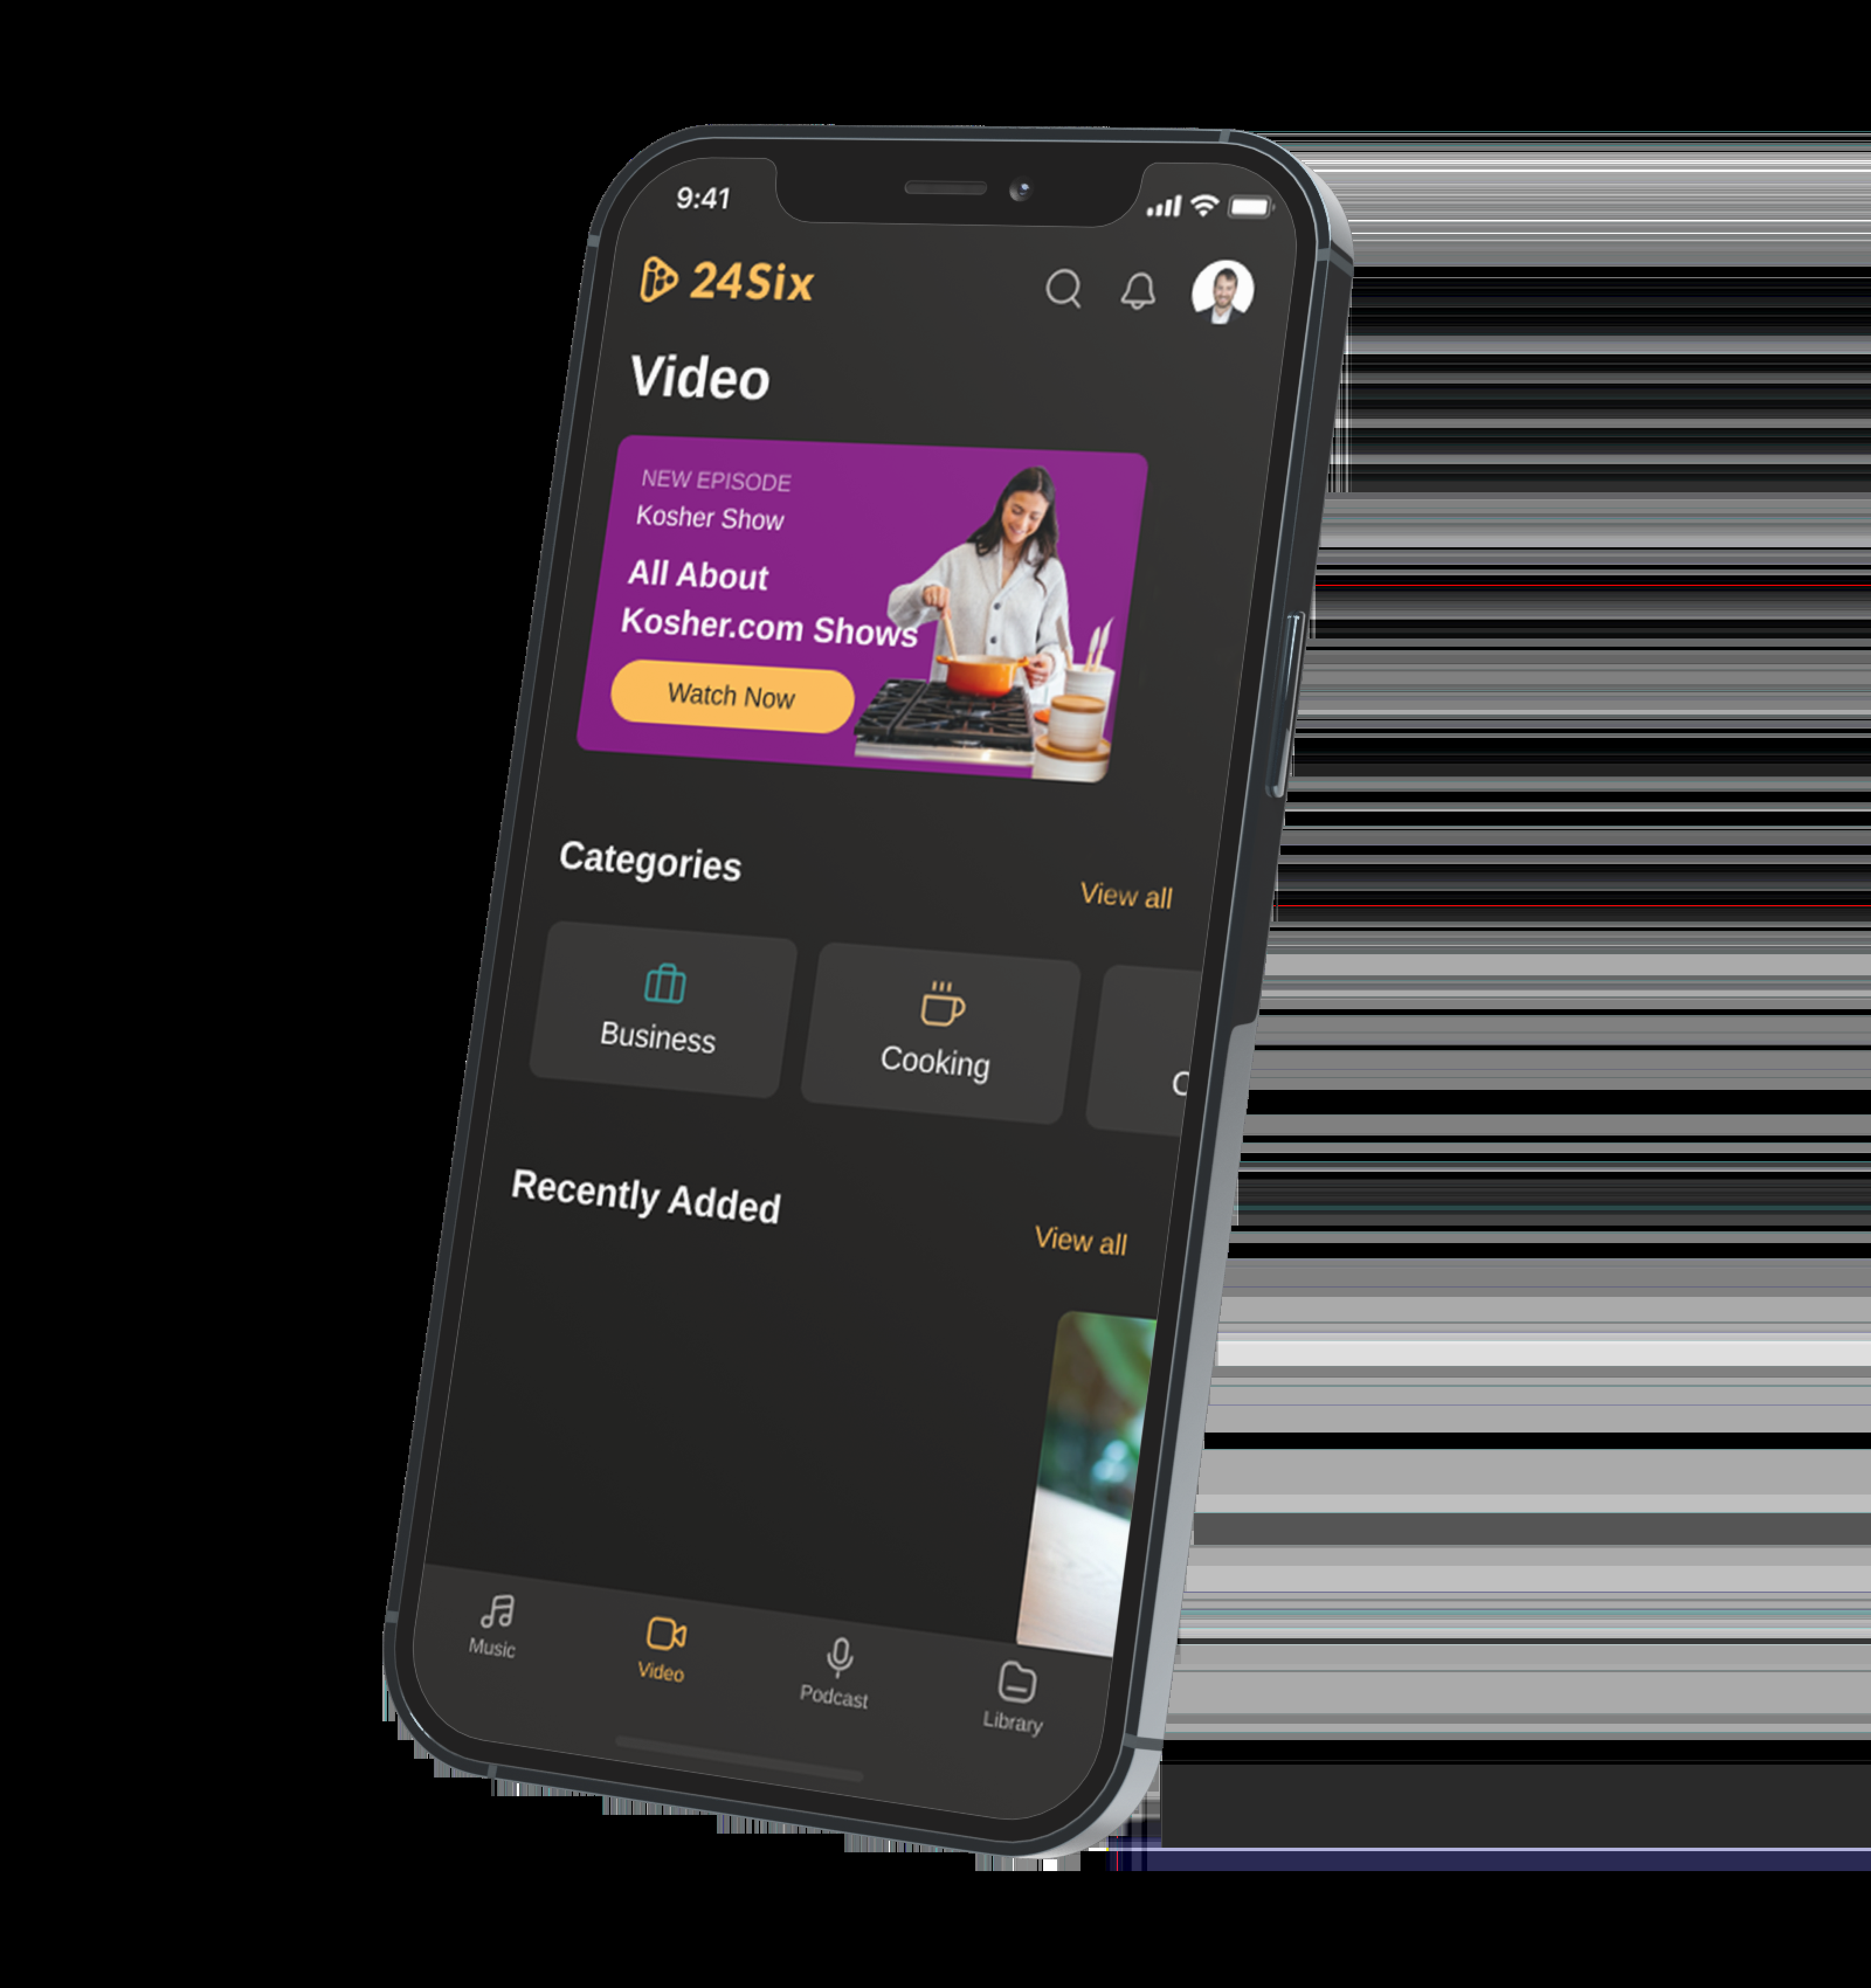 9:41
24Six
Video
NEW EPISODE
Kosher Show
All About
Kosher.com Shows
Watch Now
Categories
View all
Business
Cooking
Recently Added
View all
Music
Video
Podcast
Library